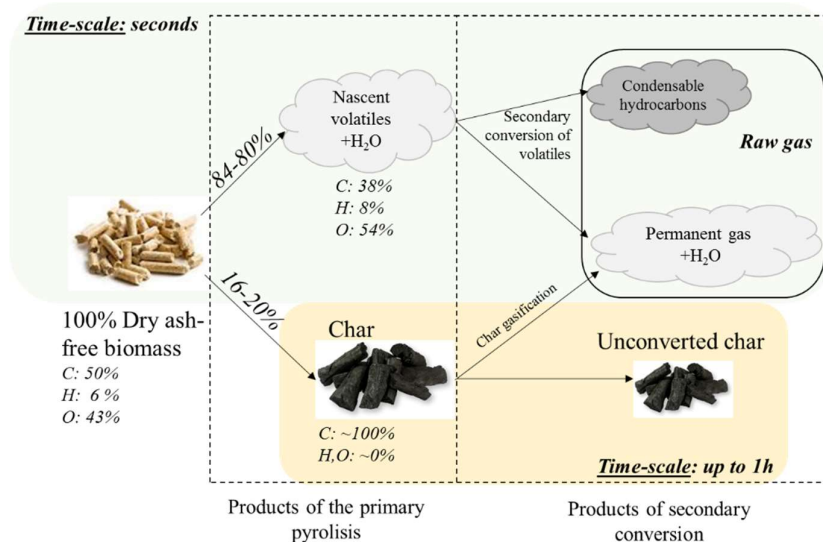 Time-scale: seconds
Nascent
volatiles
+H₂O
C: 38%
H: 8%
O: 54%
84-80%
16-20%
100% Dry ash-
free biomass
C: 50%
H: 6 %
O: 43%
Char
C: ~100%
H,O: ~0%
Secondary
conversion of
volatiles
Condensable
hydrocarbons
Raw gas
Permanent gas
+H₂O
Char gasification
Unconverted char
Time-scale: up to 1h
Products of the primary
pyrolisis
Products of secondary
conversion